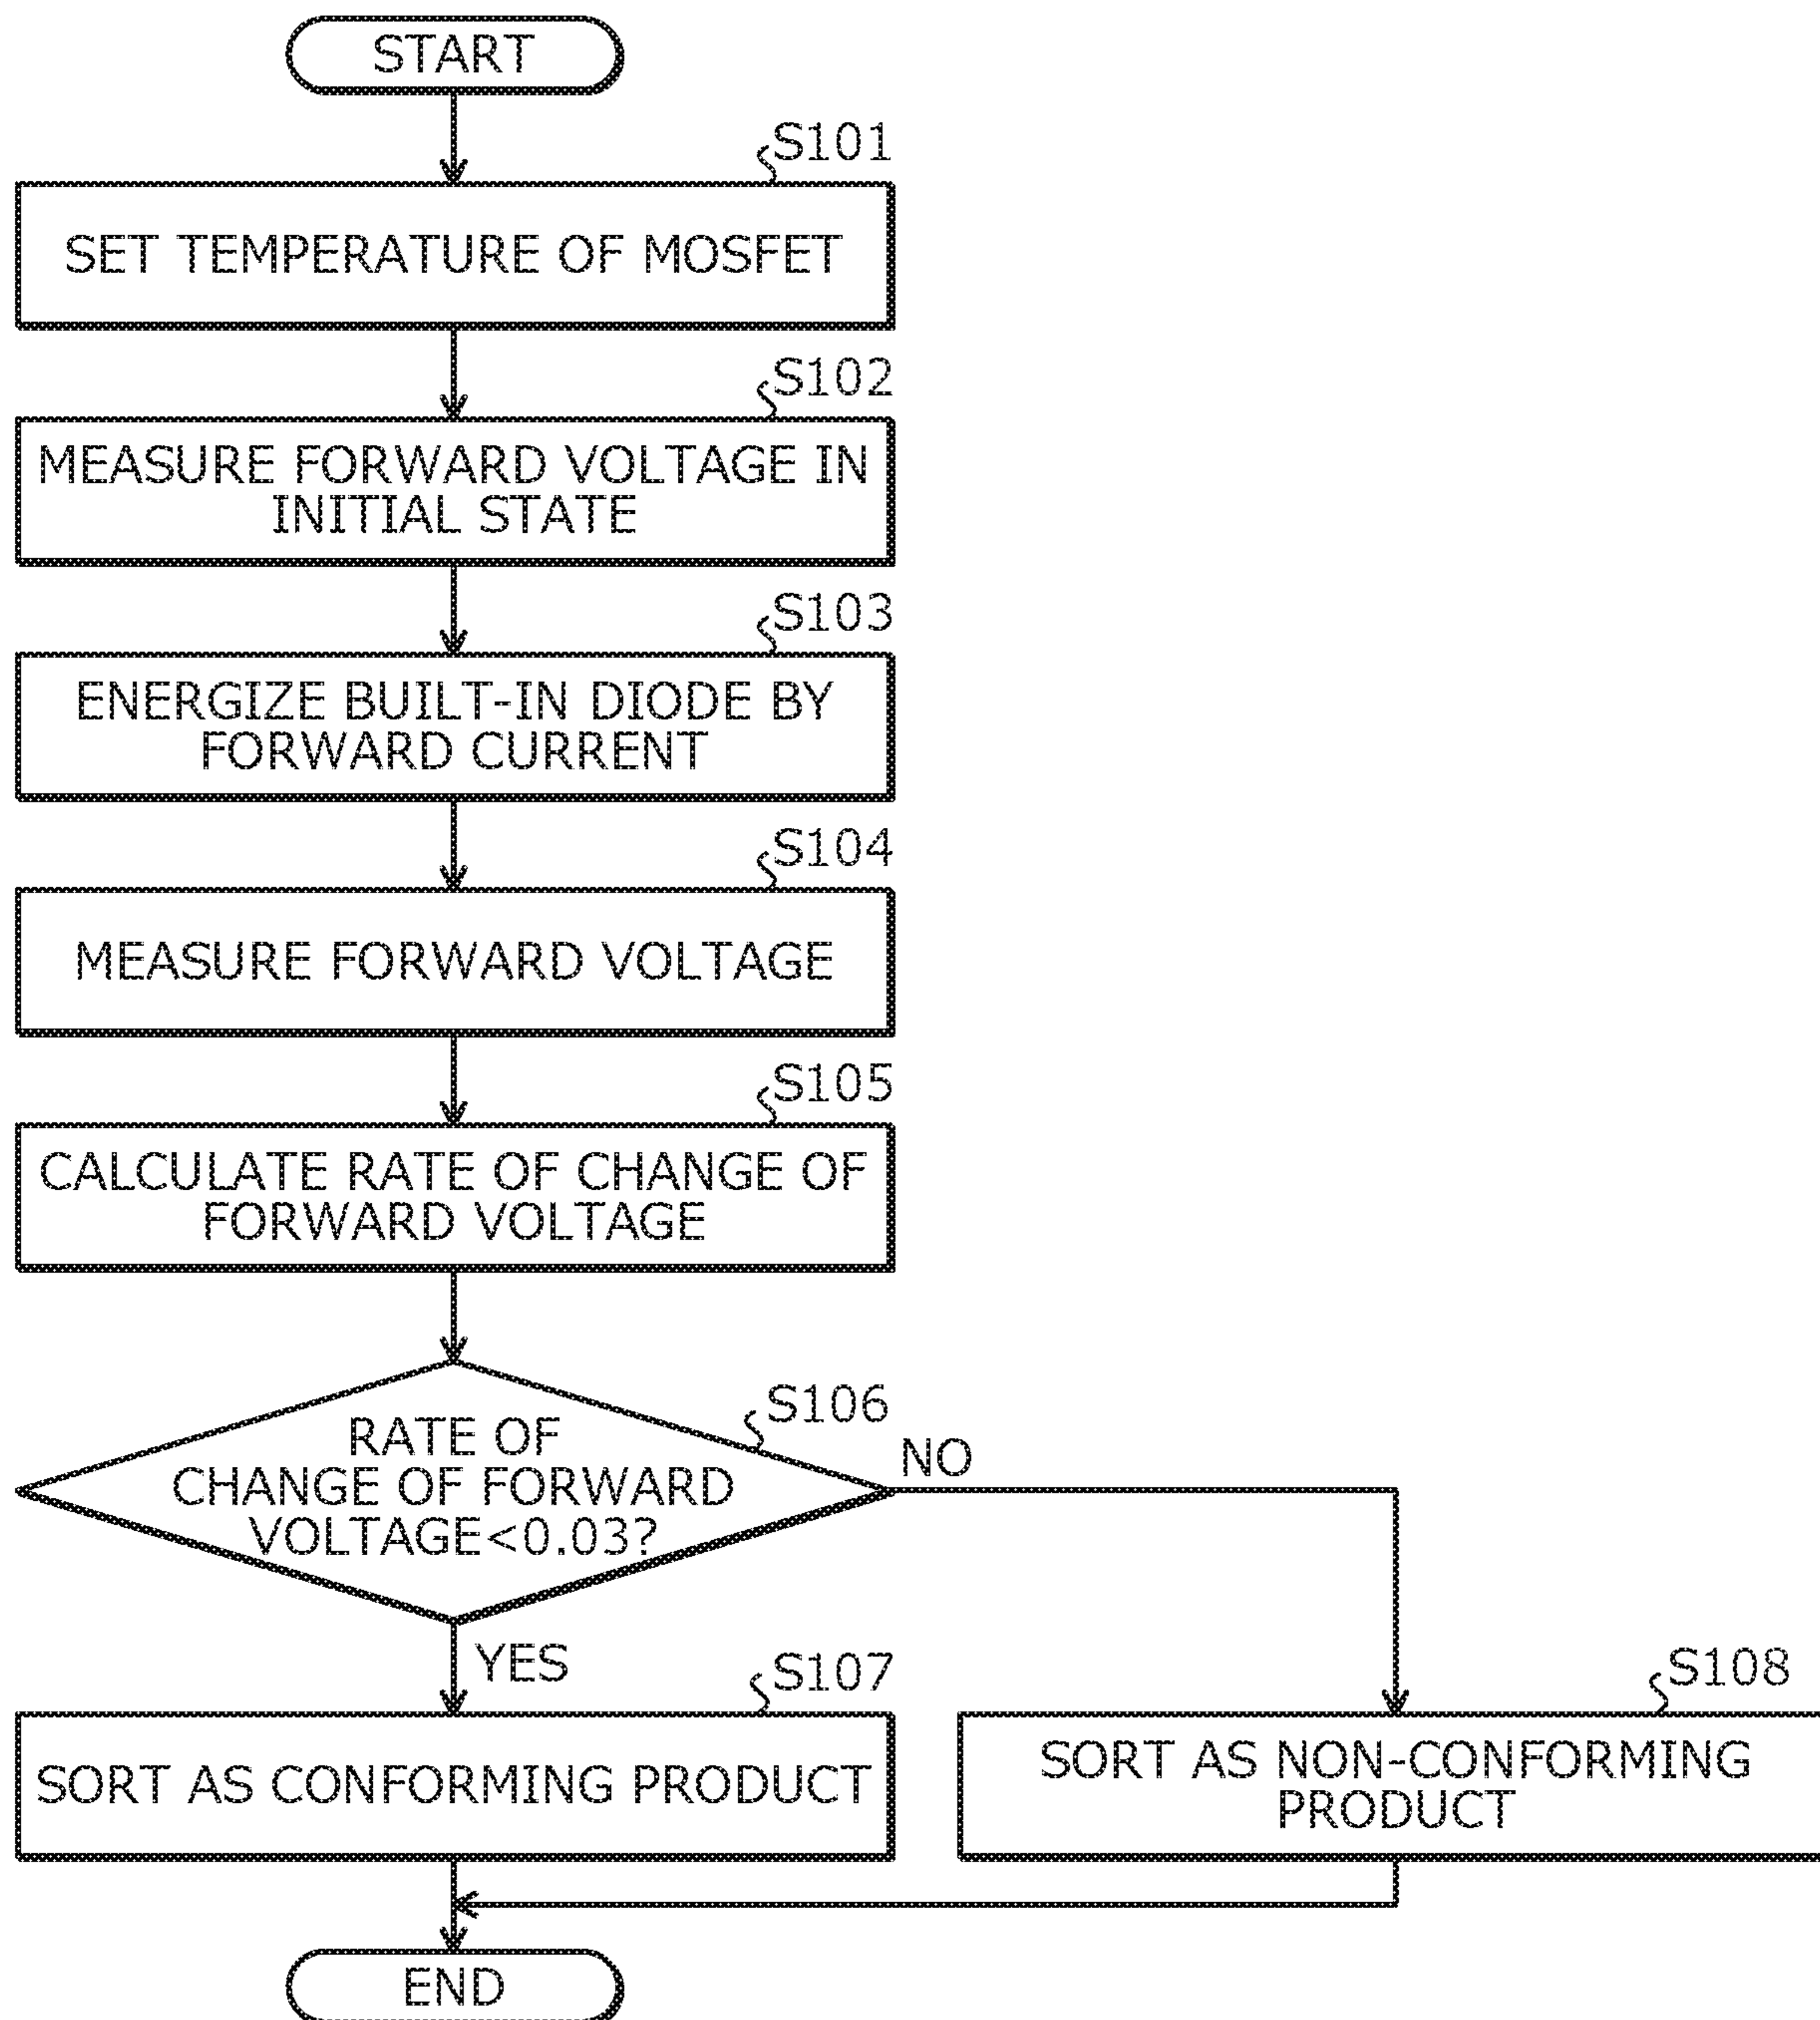 START
S101
SET TEMPERATURE OF MOSFET
S102
MEASURE FORWARD VOLTAGE IN
INITIAL STATE
S103
ENERGIZE BUILT-IN DIODE BY
FORWARD CURRENT
S104
MEASURE FORWARD VOLTAGE
S105
CALCULATE RATE OF CHANGE OF
FORWARD VOLTAGE
S106
RATE OF
CHANGE OF FORWARD
VOLTAGE<0.03?
NO
YES
S107
SORT AS CONFORMING PRODUCT
S108
SORT AS NON-CONFORMING
PRODUCT
END